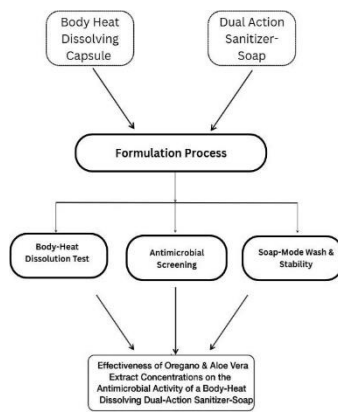 Body Heat
Dissolving
Capsule
Dual Action
Sanitizer-
Soap
Formulation Process
Body-Heat
Dissolution Test
Antimicrobial
Screening
Soap-Mode Wash &
Stability
Effectiveness of Oregano & Aloe Vera
Extract Concentrations on the
Antimicrobial Activity of a Body-Heat
Dissolving Dual-Action Sanitizer-Soap